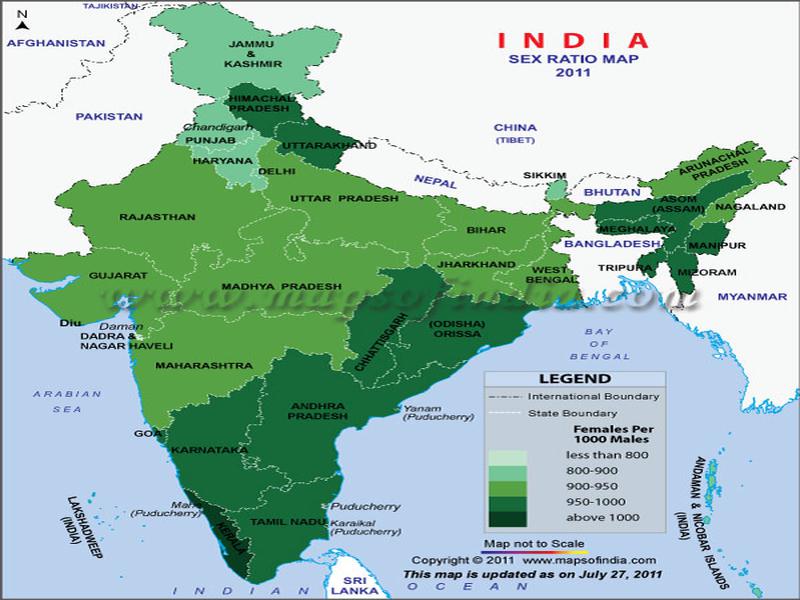 TAJIKISTAN
N
AFGHANISTAN
JAMMU
&
KASHMIR
INDIA
SEX RATIO MAP
2011
HIMACHAL
PRADESH
PAKISTAN
Chandigarh
PUNJAB
UTTARAKHAND
CHINA
(TIBET)
HARYANA
DELHI
NEPAL
SIKKIM
BHUTAN
ARUNACHAL
PRADESH
RAJASTHAN
UTTAR PRADESH
ASOM
(ASSAM)
NAGALAND
BIHAR
MEGHALAYA
BANGLADESH
MANIPUR
GUJARAT
MADHYA PRADESH
JHARKHAND
WEST
BENGAL
TRIPURA
MIZORAM
www.mapsofindia.com
MYANMAR
Diu
Daman
DADRA &
NAGAR HAVELI
CHHATTISGARH
(ODISHA)
ORISSA
BAY
OF
BENGAL
MAHARASHTRA
ARABIAN
SEA
ANDHRA
PRADESH
Yanam
(Puducherry)
GOA
KARNATAKA
LEGEND
International Boundary
State Boundary
Females Per
1000 Males
less than 800
800-900
900-950
950-1000
above 1000
LAKSHADWEEP
(INDIA)
Mahe
(Puducherry)
KERALA
TAMIL NADU
Puducherry
Karaikal
(Puducherry)
ANDAMAN & NICOBAR ISLANDS
(INDIA)
Map not to Scale
Copyright © 2011 www.mapsofindia.com
This map is updated as on July 27, 2011
SRI
LANKA
INDIAN OCEAN